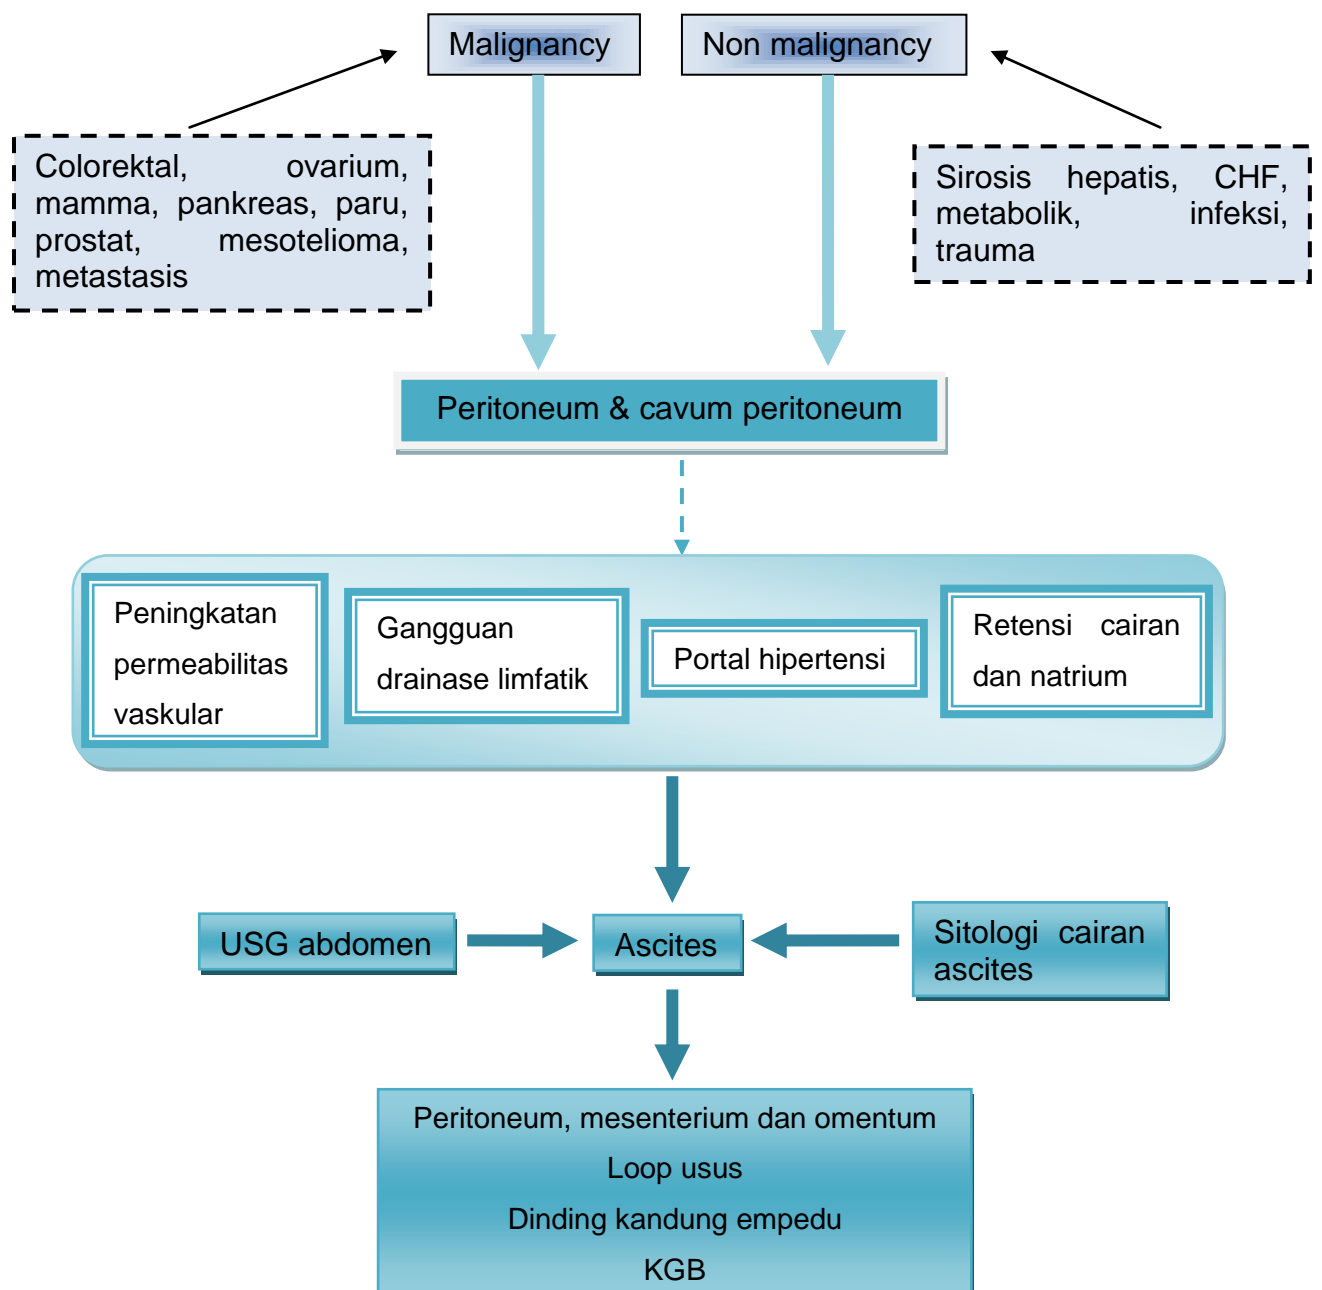 Malignancy
Non malignancy
Colorektal, ovarium,
mamma, pankreas, paru,
prostat, mesotelioma,
metastasis
Sirosis hepatis, CHF,
metabolik, infeksi,
trauma
Peritoneum & cavum peritoneum
Peningkatan
permeabilitas
vaskular
Gangguan
drainase limfatik
Portal hipertensi
Retensi cairan
dan natrium
USG abdomen
Ascites
Sitologi cairan
ascites
Peritoneum, mesenterium dan omentum
Loop usus
Dinding kandung empedu
KGB